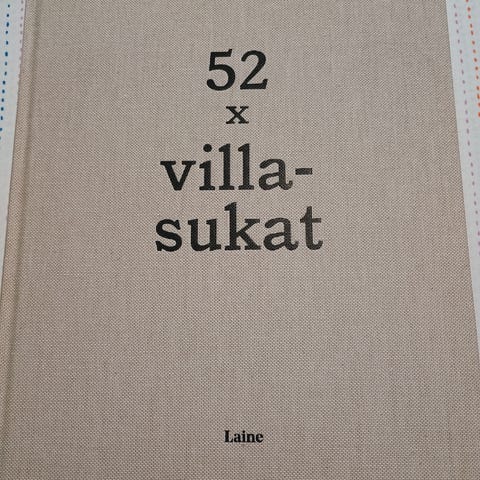 52
x
villa-
sukat
Laine